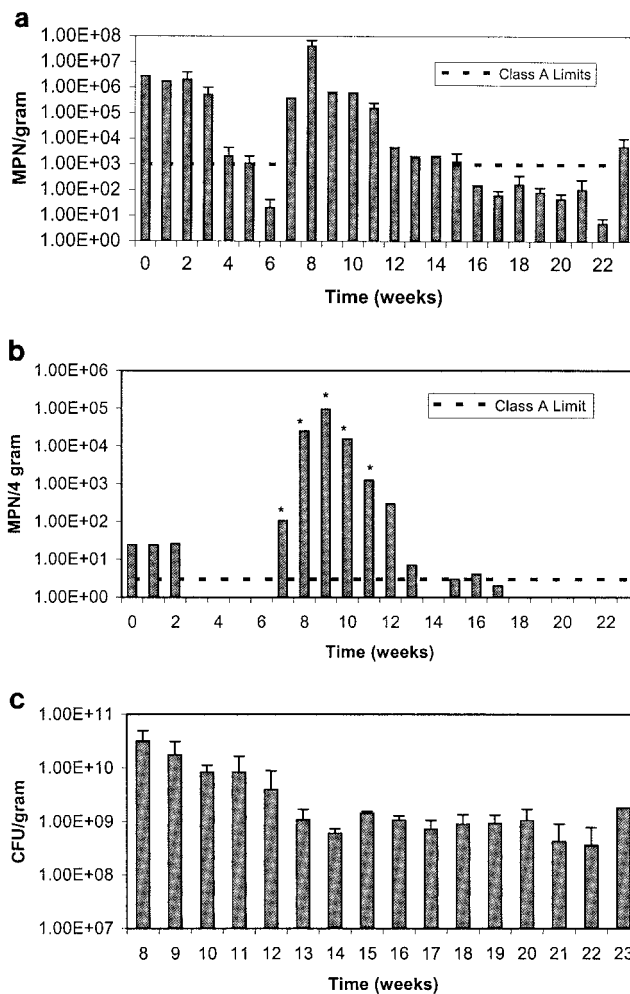 a
1.00E+08
1.00E+07
1.00E+06
1.00E+05
1.00E+04
1.00E+03
1.00E+02
1.00E+01
1.00E+00
MPN/gram
Class A Limits
0 2 4 6 8 10 12 14 16 18 20 22
Time (weeks)
b
1.00E+06
1.00E+05
1.00E+04
1.00E+03
1.00E+02
1.00E+01
1.00E+00
MPN/4 gram
Class A Limit
* * * * *
0 2 4 6 8 10 12 14 16 18 20 22
Time (weeks)
c
1.00E+11
1.00E+10
1.00E+09
1.00E+08
1.00E+07
CFU/gram
8 9 10 11 12 13 14 15 16 17 18 19 20 21 22 23
Time (weeks)